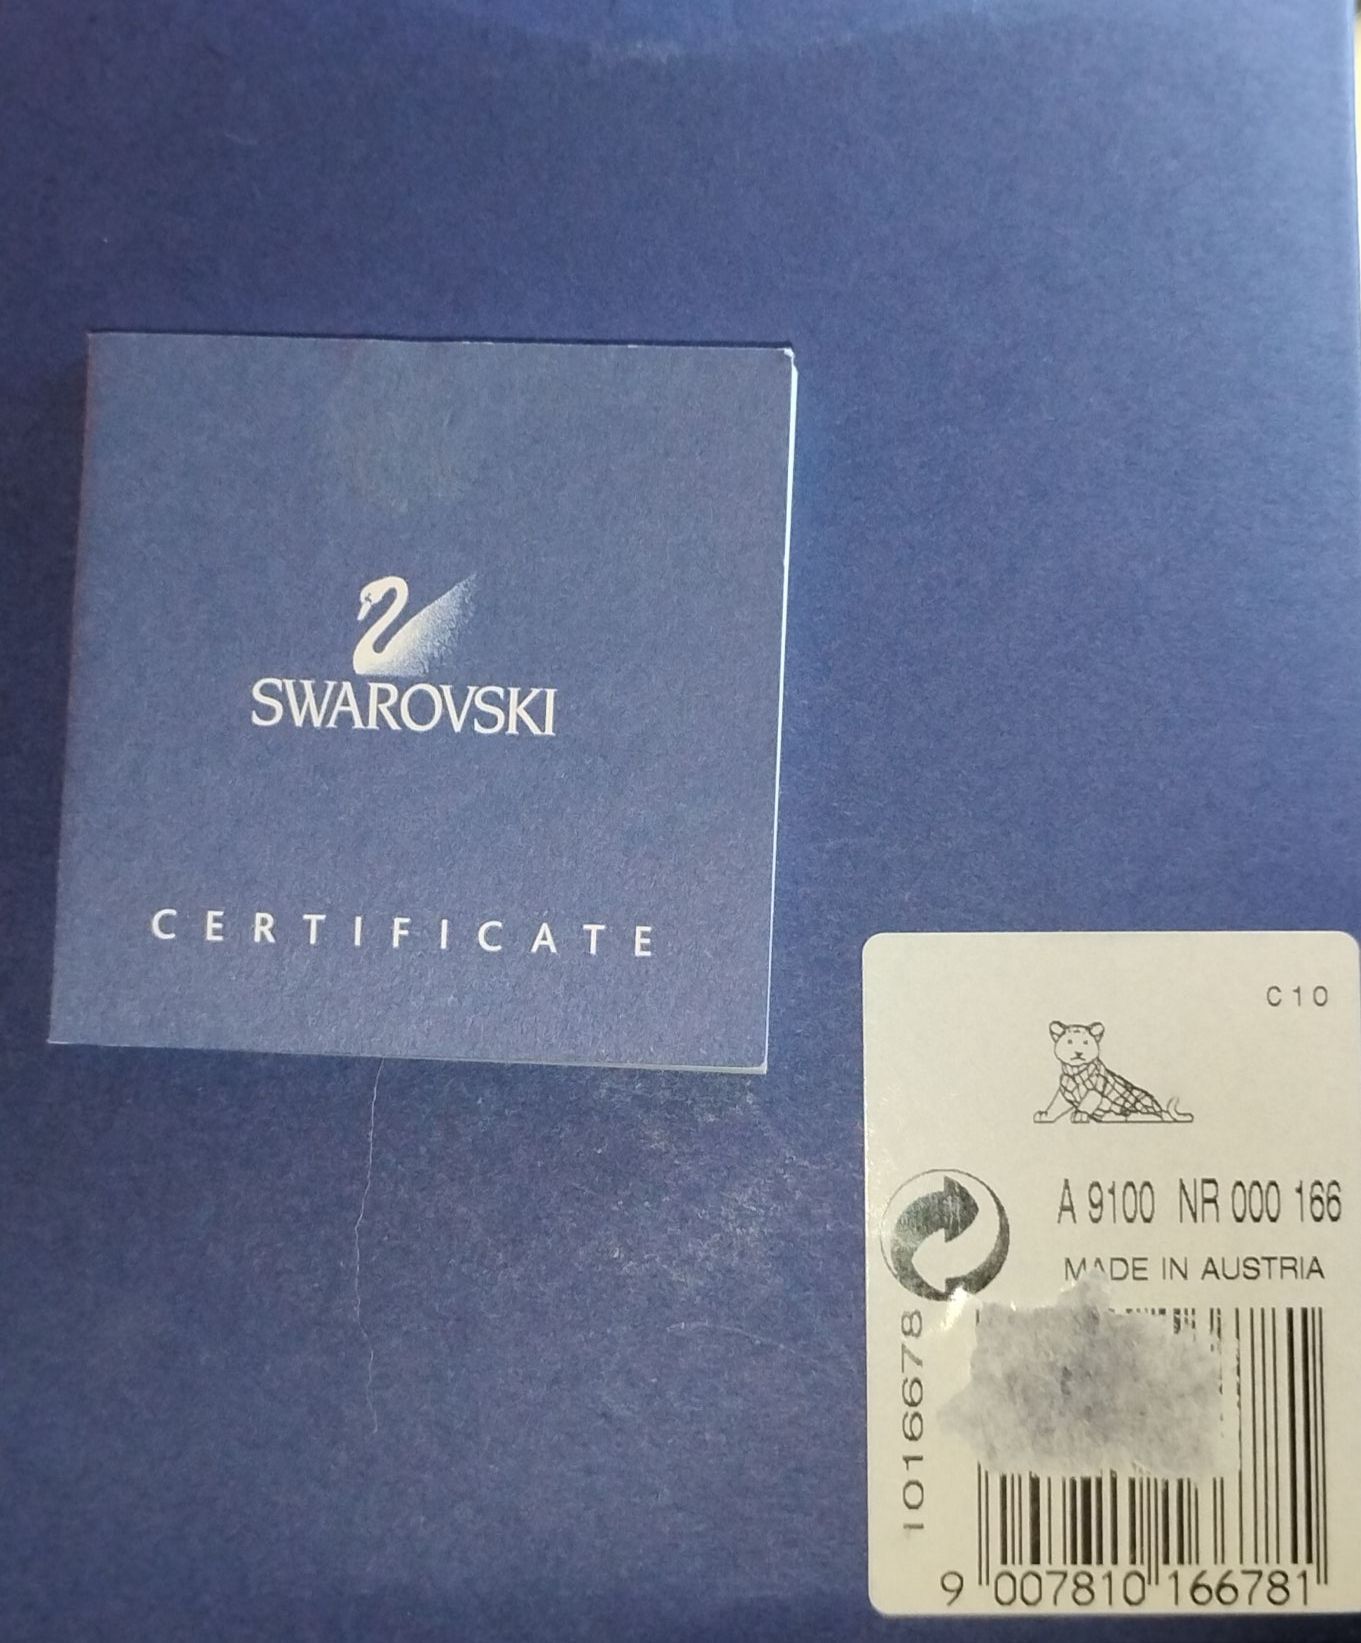 SWAROVSKI
CERTIFICATE
C10
A 9100 NR 000 166
MADE IN AUSTRIA
1016678
9 007810 166781